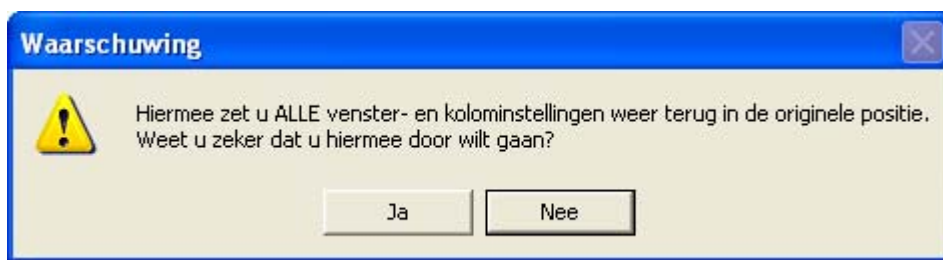 Waarschuwing
Hiermee zet u ALLE venster- en kolominstellingen weer terug in de originele positie.
Weet u zeker dat u hiermee door wilt gaan?
Ja
Nee